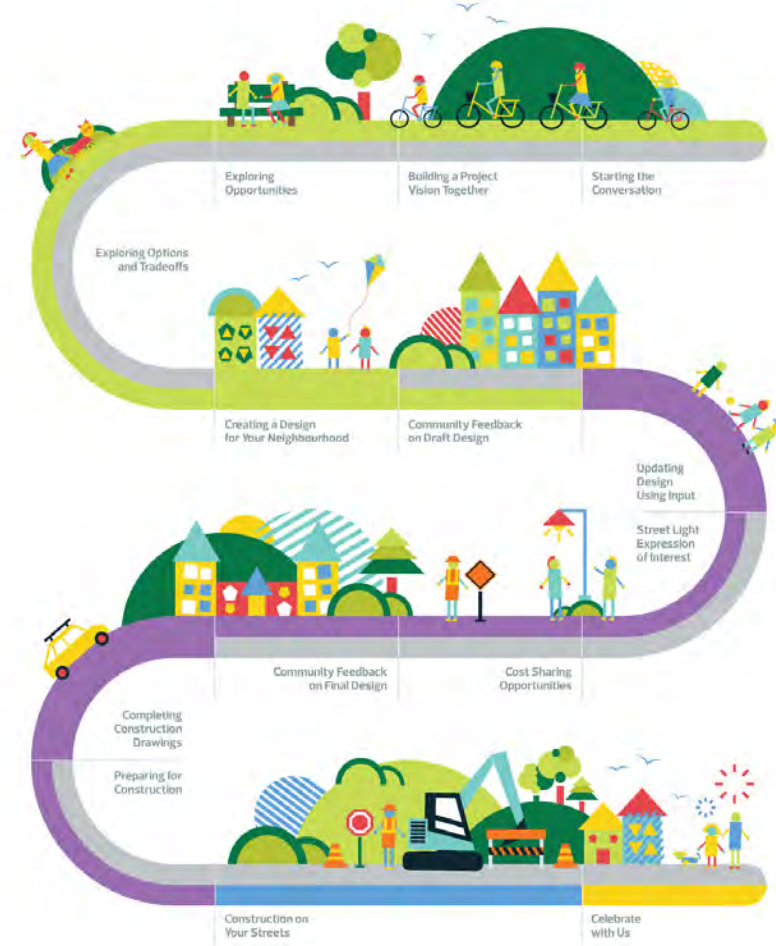 Exploring
Opportunities
Building a Project
Vision Together
Starting the
Conversation
Exploring Options
and Tradeoffs
Creating a Design
for Your Neighbourhood
Community Feedback
on Draft Design
Updating
Design
Using Input
Street Light
Expression
of Interest
Community Feedback
on Final Design
Cost Sharing
Opportunities
Completing
Construction
Drawings
Preparing for
Construction
Construction on
Your Streets
Celebrate
with Us